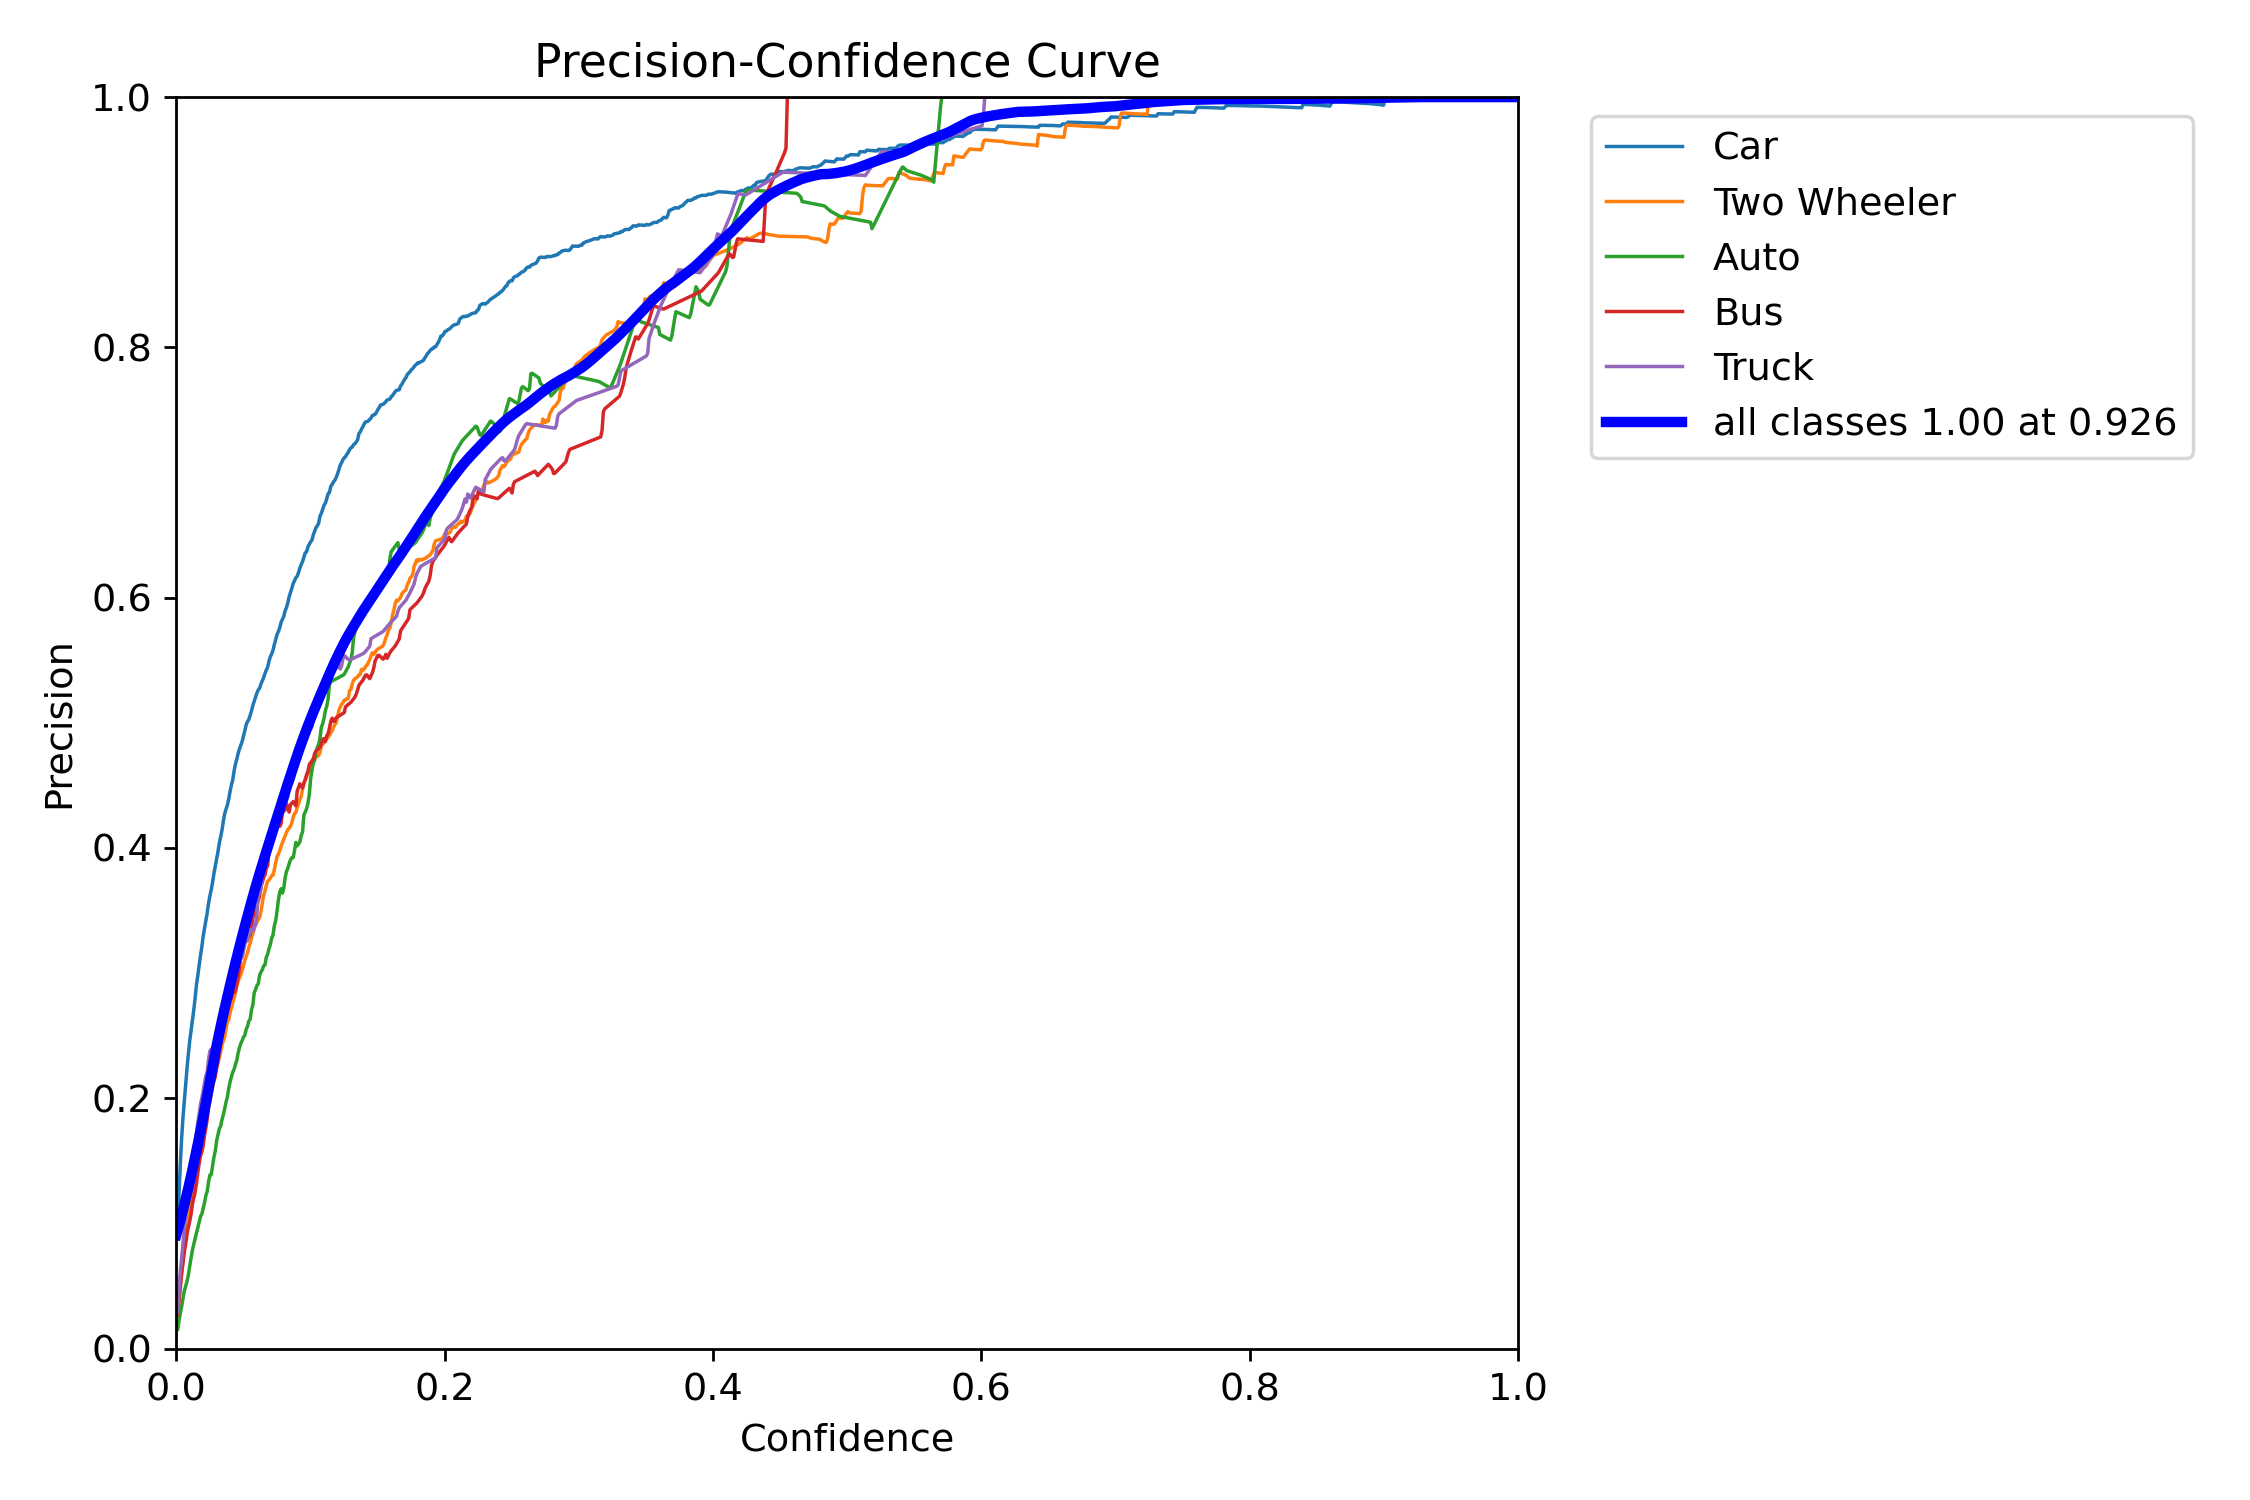 Precision-Confidence Curve
1.0
0.8
0.6
0.4
0.2
0.0
Precision
0.0 0.2 0.4 0.6 0.8 1.0
Confidence
Car
Two Wheeler
Auto
Bus
Truck
all classes 1.00 at 0.926